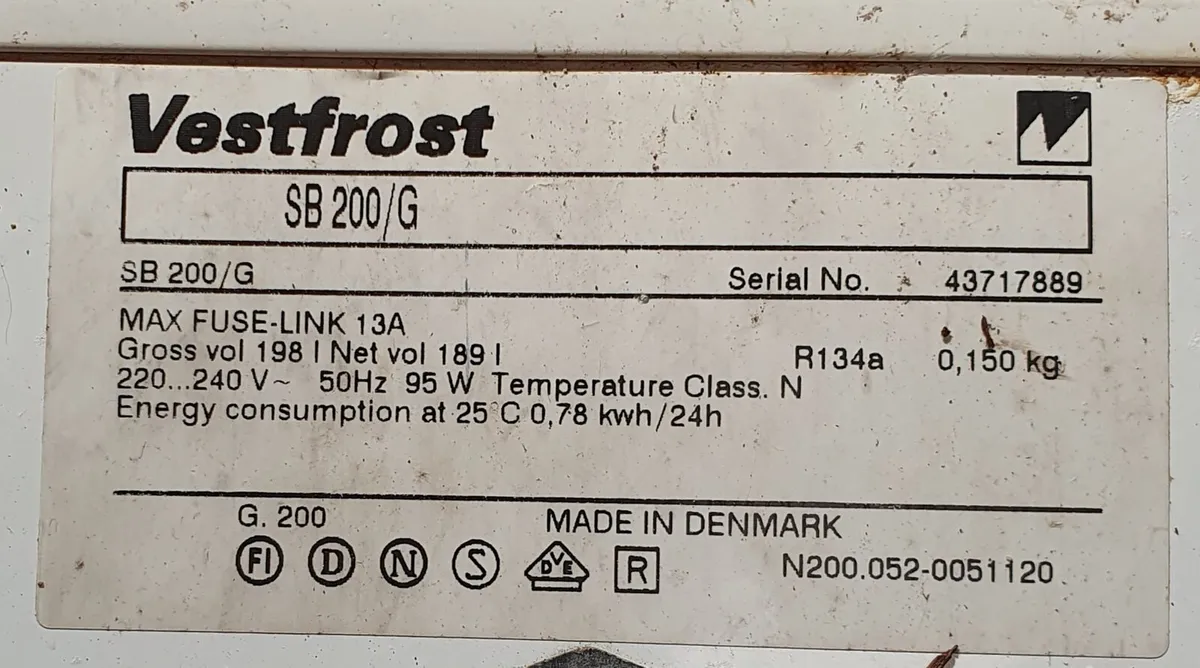 Vestfrost
SB 200/G
SB 200/G Serial No. 43717889
MAX FUSE-LINK 13A
Gross vol 198 l Net vol 189 l R134a 0,150 kg
220...240 V~ 50Hz 95 W Temperature Class. N
Energy consumption at 25°C 0,78 kwh/24h
G. 200 MADE IN DENMARK
FI D N S DVE R N200.052-0051120